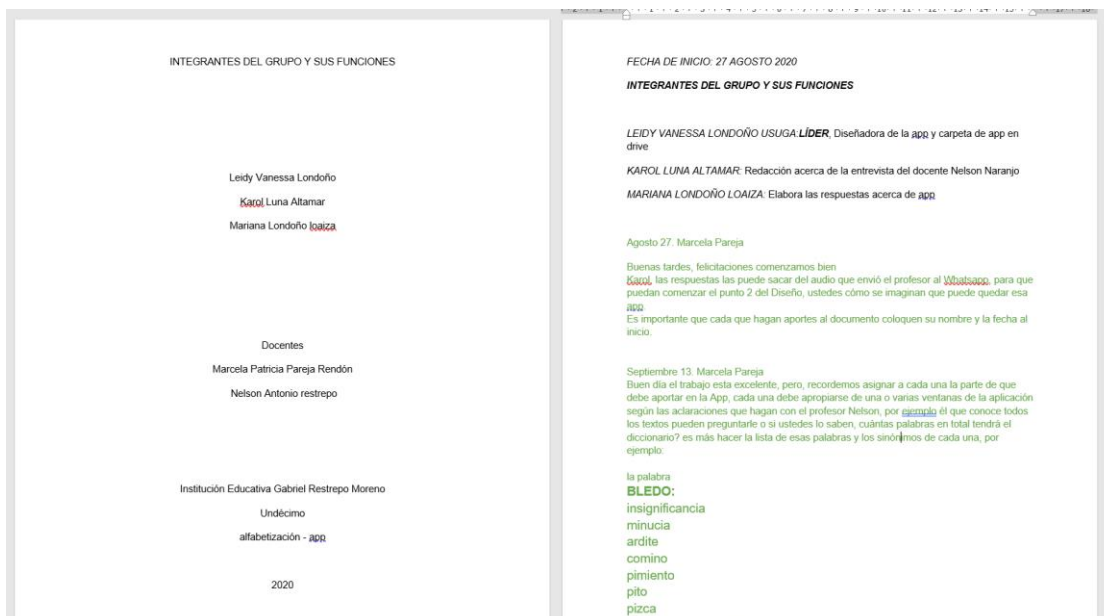 INTEGRANTES DEL GRUPO Y SUS FUNCIONES
Leidy Vanessa Londoño
Karol Luna Altamar
Mariana Londoño loaiza
Docentes
Marcela Patricia Pareja Rendón
Nelson Antonio restrepo
Institución Educativa Gabriel Restrepo Moreno
Undécimo
alfabetización - app
2020
FECHA DE INICIO: 27 AGOSTO 2020
INTEGRANTES DEL GRUPO Y SUS FUNCIONES
LEIDY VANESSA LONDOÑO USUGA:LÍDER, Diseñadora de la app y carpeta de app en
drive
KAROL LUNA ALTAMAR: Redacción acerca de la entrevista del docente Nelson Naranjo
MARIANA LONDOÑO LOAIZA: Elabora las respuestas acerca de app
Agosto 27. Marcela Pareja
Buenas tardes, felicitaciones comenzamos bien
Karol, las respuestas las puede sacar del audio que envió el profesor al Whatsapp, para que
puedan comenzar el punto 2 del Diseño, ustedes cómo se imaginan que puede quedar esa
app.
Es importante que cada que hagan aportes al documento coloquen su nombre y la fecha al
inicio.
Septiembre 13. Marcela Pareja
Buen día el trabajo esta excelente, pero, recordemos asignar a cada una la parte de que
debe aportar en la App, cada una debe apropiarse de una o varias ventanas de la aplicación
según las aclaraciones que hagan con el profesor Nelson, por ejemplo él que conoce todos
los textos pueden preguntarle o si ustedes lo saben, cuántas palabras en total tendrá el
diccionario? es más hacer la lista de esas palabras y los sinónimos de cada una, por
ejemplo:
la palabra
BLEDO:
insignificancia
minucia
ardite
comino
pimiento
pito
pizca